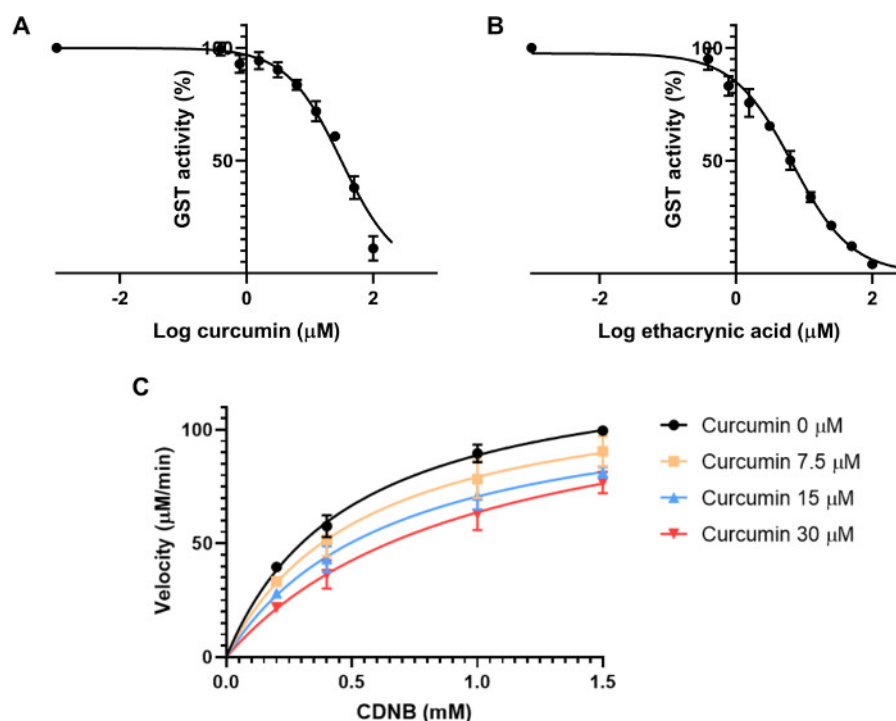 A
GST activity (%)
100
50
-2
0
2
Log curcumin (μM)
B
GST activity (%)
100
50
-2
0
2
Log ethacrynic acid (μM)
C
Velocity (μM/min)
100
50
0
0.0
0.5
1.0
1.5
CDNB (mM)
Curcumin 0 μM
Curcumin 7.5 μM
Curcumin 15 μM
Curcumin 30 μM